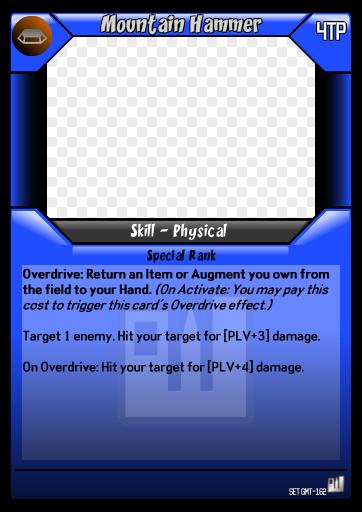 Mountain Hammer
4TP
Skill - Physical
Special Rank
Overdrive: Return an Item or Augment you own from
the field to your Hand. (On Activate: You may pay this
cost to trigger this card's Overdrive effect.)
Target 1 enemy. Hit your target for [PLV+3] damage.
On Overdrive: Hit your target for [PLV+4] damage.
SET GMT-162